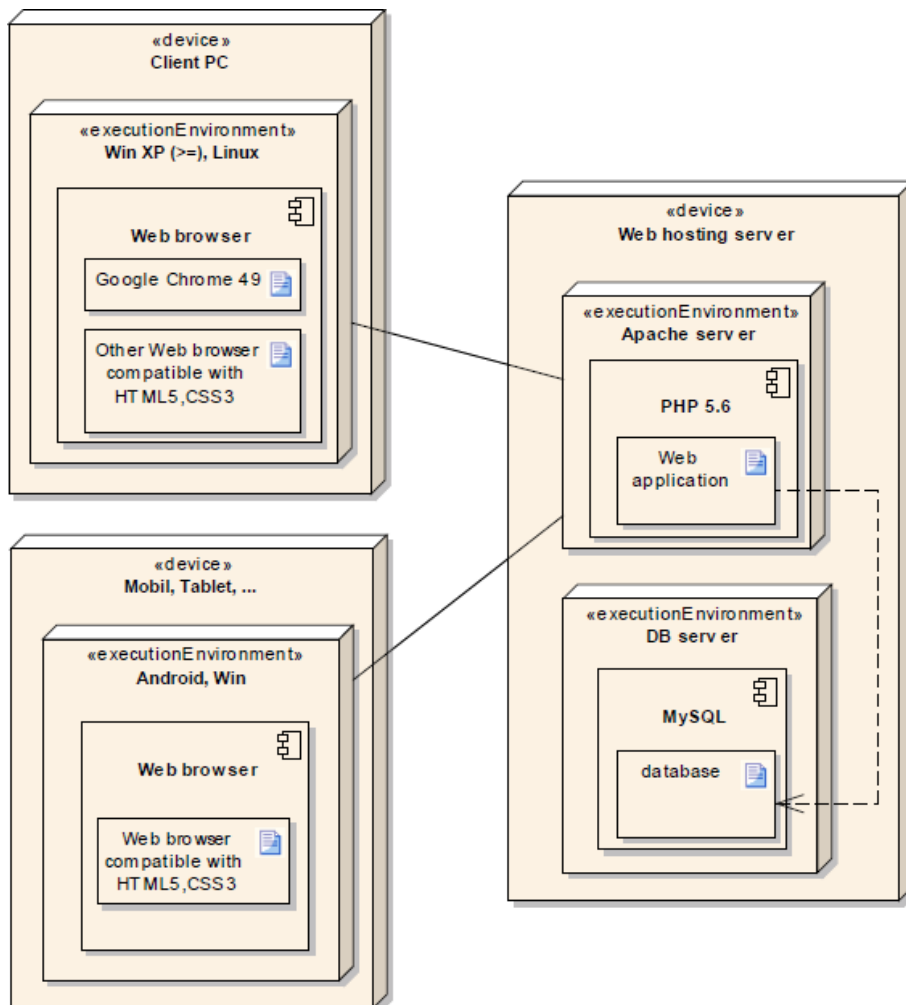 «device»
Client PC
«executionEnvironment»
Win XP (>=), Linux
Web browser
Google Chrome 49
Other Web browser
compatible with
HTML5,CSS3
«device»
Mobil, Tablet, ...
«executionEnvironment»
Android, Win
Web browser
Web browser
compatible with
HTML5,CSS3
«device»
Web hosting server
«executionEnvironment»
Apache server
PHP 5.6
Web
application
«executionEnvironment»
DB server
MySQL
database